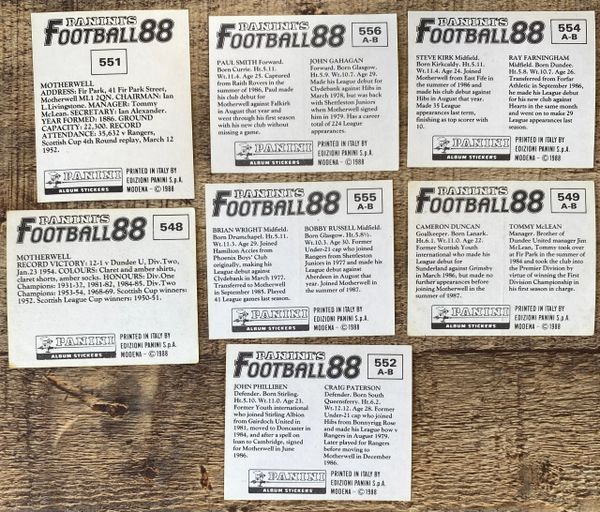 PANINI'S
FOOTBALL 88
551
MOTHERWELL
ADDRESS: Fir Park, 41 Fir Park Street,
Motherwell ML1 2QN. CHAIRMAN: Ian
L. Livingstone. MANAGER: Tommy
McLean. SECRETARY: Ian Alexander.
YEAR FORMED: 1886. GROUND
CAPACITY: 22,300. RECORD
ATTENDANCE: 35,632 v Rangers,
Scottish Cup 4th Round replay, March 12
1952.
PANINI
ALBUM STICKERS
PRINTED IN ITALY BY
EDIZIONI PANINI S.p.A.
MODENA - © 1988
PANINI'S
FOOTBALL 88
556
A-B
PAUL SMITH Forward.
Born Currie. Ht.5.11.
Wt.11.4. Age 25. Captured
from Raith Rovers in the
summer of 1986, Paul
made his club debut for
Motherwell against Falkirk
in August that year and
went through his first season
with his new club without
missing a game.
JOHN GAHAGAN
Forward. Born Glasgow.
Ht.5.9. Wt.10.7. Age 29.
Made his League debut for
Clydebank against Hibs in
March 1978, but was back
with Shettleston Juniors
when Motherwell signed
him in 1979. Has a career
total of 224 League
appearances.
PANINI
ALBUM STICKERS
PRINTED IN ITALY BY
EDIZIONI PANINI S.p.A.
MODENA - © 1988
PANINI'S
FOOTBALL 88
554
A-B
STEVE KIRK Midfield.
Born Kirkcaldy. Ht.5.11.
Wt.11.4. Age 24. Joined
Motherwell from East Fife
in the summer of 1986
and made his club debut
against Hibs in August that
year. Made 35 League
appearances last term,
finishing as top scorer with
10.
RAY FARNINGHAM
Midfield. Born Dundee.
Ht.5.8. Wt.10.2. Age 26.
Transferred from Forfar
Athletic in September 1986,
he made his League debut
for his new club against
Hearts in the same month
and went on to make 29
League appearances last
season.
PANINI
ALBUM STICKERS
PRINTED IN ITALY BY
EDIZIONI PANINI S.p.A.
MODENA - © 1988
PANINI'S
FOOTBALL 88
548
MOTHERWELL
RECORD VICTORY: 12-1 v Dundee U, Div.Two,
Jan.23 1954. COLOURS: Claret and amber shirts,
claret shorts, amber socks. HONOURS: Div.One
Champions: 1931-32, 1981-82, 1984-85. Div.Two
Champions: 1953-54, 1968-69. Scottish Cup winners:
1952. Scottish League Cup winners: 1950-51.
PANINI
ALBUM STICKERS
PRINTED IN ITALY BY
EDIZIONI PANINI S.p.A.
MODENA - © 1988
PANINI'S
FOOTBALL 88
555
A-B
BRIAN WRIGHT Midfield.
Born Drumchapel. Ht.5.11.
Wt.11.3. Age 29. Joined
Hamilton Accies from
Phoenix Boys' Club
originally, making his
League debut against
Clydebank in March 1977.
Transferred to Motherwell
in September 1985. Played
41 League games last season.
BOBBY RUSSELL Midfield.
Born Glasgow. Ht.5.8½.
Wt.10.3. Age 30. Former
Under-21 cap who joined
Rangers from Shettleston
Juniors in 1977 and made
his League debut against
Aberdeen in August that
year. Joined Motherwell in
the summer of 1987.
PANINI
ALBUM STICKERS
PRINTED IN ITALY BY
EDIZIONI PANINI S.p.A.
MODENA - © 1988
PANINI'S
FOOTBALL 88
549
A-B
CAMERON DUNCAN
Goalkeeper. Born Lanark.
Ht.6.1. Wt.11.0. Age 22.
Former Scottish Youth
international who made his
League debut for
Sunderland against Grimsby
in March 1986, but made no
further appearances before
joining Motherwell in the
summer of 1987.
TOMMY McLEAN
Manager. Brother of
Dundee United manager Jim
McLean, Tommy took over
at Fir Park in the summer
of 1984 and took the club into
the Premier Division by
virtue of winning the First
Division Championship in
his first season in charge.
PANINI
ALBUM STICKERS
PRINTED IN ITALY BY
EDIZIONI PANINI S.p.A.
MODENA - © 1988
PANINI'S
FOOTBALL 88
552
A-B
JOHN PHILLIBEN
Defender. Born Stirling.
Ht.5.10. Wt.11.0. Age 23.
Former Youth international
who joined Stirling Albion
from Gairdoch United in
1981, moved to Doncaster in
1984, and after a spell on
loan to Cambridge, signed
for Motherwell in
June 1986.
CRAIG PATERSON
Defender. Born South
Queensferry. Ht.6.2.
Wt.12.12. Age 28. Former
Under-21 cap who joined
Hibs from Bonnyrigg Rose
and made his League bow v
Rangers in August 1979.
Later played for Rangers
before moving to
Motherwell in December
1986.
PANINI
ALBUM STICKERS
PRINTED IN ITALY BY
EDIZIONI PANINI S.p.A.
MODENA - © 1988